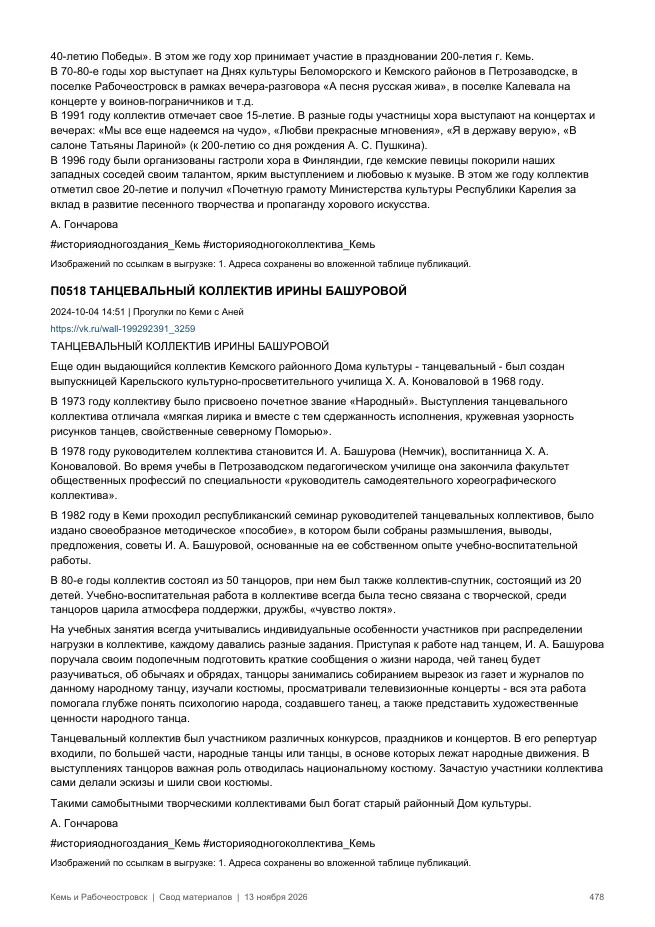 40-летию Победы». В этом же году хор принимает участие в праздновании 200-летия г. Кемь.
В 70-80-е годы хор выступает на Днях культуры Беломорского и Кемского районов в Петрозаводске, в
поселке Рабочеостровск в рамках вечера-разговора «А песня русская жива», в поселке Калевала на
концерте у воинов-пограничников и т.д.
В 1991 году коллектив отмечает свое 15-летие. В разные годы участницы хора выступают на концертах и
вечерах: «Мы все еще надеемся на чудо», «Любви прекрасные мгновения», «Я в державу верую», «В
салоне Татьяны Лариной» (к 200-летию со дня рождения А. С. Пушкина).
В 1996 году были организованы гастроли хора в Финляндии, где кемские певицы покорили наших
западных соседей своим талантом, ярким выступлением и любовью к музыке. В этом же году коллектив
отметил свое 20-летие и получил «Почетную грамоту Министерства культуры Республики Карелия за
вклад в развитие песенного творчества и пропаганду хорового искусства.
А. Гончарова
#историяодногоздания_Кемь #историяодногоколлектива_Кемь
Изображений по ссылкам в выгрузке: 1. Адреса сохранены во вложенной таблице публикаций.
П0518 ТАНЦЕВАЛЬНЫЙ КОЛЛЕКТИВ ИРИНЫ БАШУРОВОЙ
2024-10-04 14:51 | Прогулки по Кеми с Аней
https://vk.ru/wall-199292391_3259
ТАНЦЕВАЛЬНЫЙ КОЛЛЕКТИВ ИРИНЫ БАШУРОВОЙ
Еще один выдающийся коллектив Кемского районного Дома культуры - танцевальный - был создан
выпускницей Карельского культурно-просветительного училища Х. А. Коноваловой в 1968 году.
В 1973 году коллективу было присвоено почетное звание «Народный». Выступления танцевального
коллектива отличала «мягкая лирика и вместе с тем сдержанность исполнения, кружевная узорность
рисунков танцев, свойственные северному Поморью».
В 1978 году руководителем коллектива становится И. А. Башурова (Немчик), воспитанница Х. А.
Коноваловой. Во время учебы в Петрозаводском педагогическом училище она закончила факультет
общественных профессий по специальности «руководитель самодеятельного хореографического
коллектива».
В 1982 году в Кеми проходил республиканский семинар руководителей танцевальных коллективов, было
издано своеобразное методическое «пособие», в котором были собраны размышления, выводы,
предложения, советы И. А. Башуровой, основанные на ее собственном опыте учебно-воспитательной
работы.
В 80-е годы коллектив состоял из 50 танцоров, при нем был также коллектив-спутник, состоящий из 20
детей. Учебно-воспитательная работа в коллективе всегда была тесно связана с творческой, среди
танцоров царила атмосфера поддержки, дружбы, «чувство локтя».
На учебных занятия всегда учитывались индивидуальные особенности участников при распределении
нагрузки в коллективе, каждому давались разные задания. Приступая к работе над танцем, И. А. Башурова
поручала своим подопечным подготовить краткие сообщения о жизни народа, чей танец будет
разучиваться, об обычаях и обрядах, танцоры занимались собиранием вырезок из газет и журналов по
данному народному танцу, изучали костюмы, просматривали телевизионные концерты - вся эта работа
помогала глубже понять психологию народа, создавшего танец, а также представить художественные
ценности народного танца.
Танцевальный коллектив был участником различных конкурсов, праздников и концертов. В его репертуар
входили, по большей части, народные танцы или танцы, в основе которых лежат народные движения. В
выступлениях танцоров важная роль отводилась национальному костюму. Зачастую участники коллектива
сами делали эскизы и шили свои костюмы.
Такими самобытными творческими коллективами был богат старый районный Дом культуры.
А. Гончарова
#историяодногоздания_Кемь #историяодногоколлектива_Кемь
Изображений по ссылкам в выгрузке: 1. Адреса сохранены во вложенной таблице публикаций.
Кемь и Рабочеостровск | Свод материалов | 13 ноября 2026 478